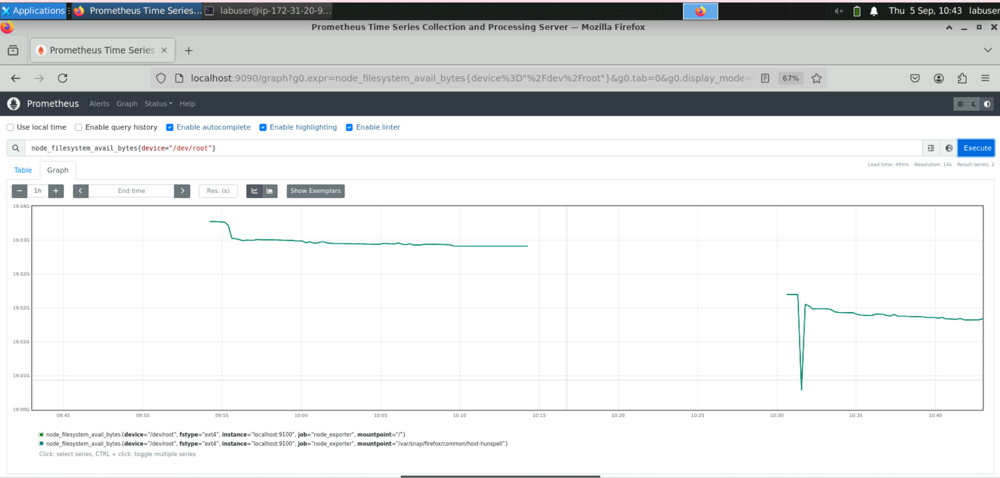 Applications
Prometheus Time Series...
labuser@ip-172-31-20-9...
Thu 5 Sep, 10:43 labuser
Prometheus Time Series Collection and Processing Server — Mozilla Firefox
Prometheus Time Series
localhost:9090/graph?g0.expr=node_filesystem_avail_bytes{device%3D"%2Fdev%2Froot"}&g0.tab=0&g0.display_mode=
67%
Prometheus Alerts Graph Status Help
Use local time Enable query history Enable autocomplete Enable highlighting Enable linter
node_filesystem_avail_bytes{device="/dev/root"}
Execute
Table Graph
Load time: 49ms Resolution: 14s Result series: 2
1h
End time
Res. (s)
Show Exemplars
19.04G
19.03G
19.02G
19.02G
19.02G
19.01G
19.00G
09:45 09:50 09:55 10:00 10:05 10:10 10:15 10:20 10:25 10:30 10:35 10:40
node_filesystem_avail_bytes{device="/dev/root", fstype="ext4", instance="localhost:9100", job="node_exporter", mountpoint="/"}
node_filesystem_avail_bytes{device="/dev/root", fstype="ext4", instance="localhost:9100", job="node_exporter", mountpoint="/var/snap/firefox/common/host-hunspell"}
Click: select series, CTRL + click: toggle multiple series